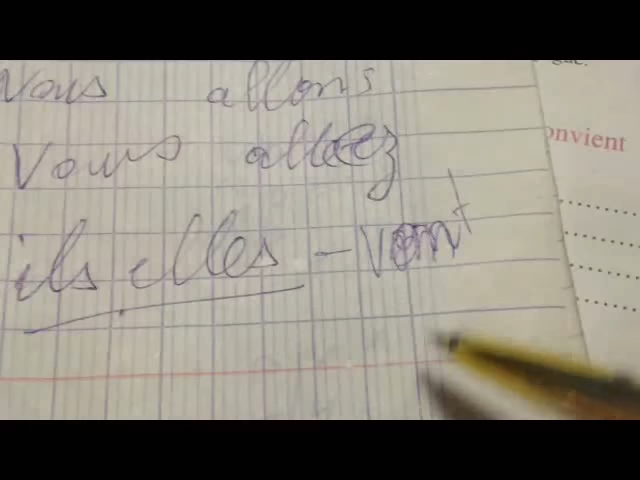 Nous allons
Vous allez
ils elles - vont
onvient